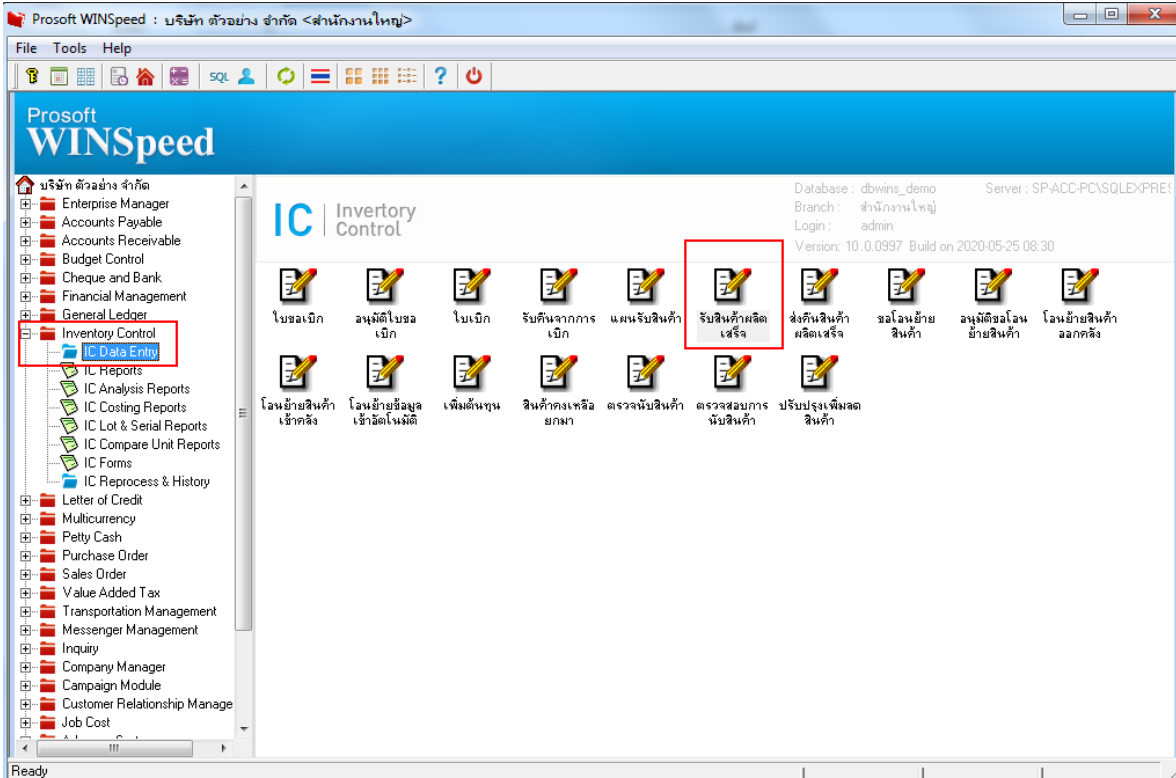 Prosoft WINSpeed : บริษัท ตัวอย่าง จำกัด <สำนักงานใหญ่>
File Tools Help
SQL
Prosoft
WINSpeed
บริษัท ตัวอย่าง จำกัด
Enterprise Manager
Accounts Payable
Accounts Receivable
Budget Control
Cheque and Bank
Financial Management
General Ledger
Inventory Control
IC Data Entry
IC Reports
IC Analysis Reports
IC Costing Reports
IC Lot & Serial Reports
IC Compare Unit Reports
IC Forms
IC Reprocess & History
Letter of Credit
Multicurrency
Petty Cash
Purchase Order
Sales Order
Value Added Tax
Transportation Management
Messenger Management
Inquiry
Company Manager
Campaign Module
Customer Relationship Manage
Job Cost
IC Invertory
Control
Database : dbwins_demo Server : SP-ACC-PC\SQLEXPRES
Branch : สำนักงานใหญ่
Login : admin
Version: 10.0.0997 Build on 2020-05-25 08:30
ใบขอเบิก อนุมัติใบขอ ใบเบิก รับคืนจากการ แผนรับสินค้า รับสินค้าผลิต ส่งคืนสินค้า ขอโอนย้าย อนุมัติขอโอน โอนย้ายสินค้า
เบิก เบิก เสร็จ ผลิตเสร็จ สินค้า ย้ายสินค้า ออกคลัง
โอนย้ายสินค้า โอนย้ายข้อมูล เพิ่มต้นทุน สินค้าคงเหลือ ตรวจนับสินค้า ตรวจสอบการ ปรับปรุงเพิ่มลด
เข้าคลัง เข้าอัตโนมัติ ยกมา นับสินค้า สินค้า
Ready